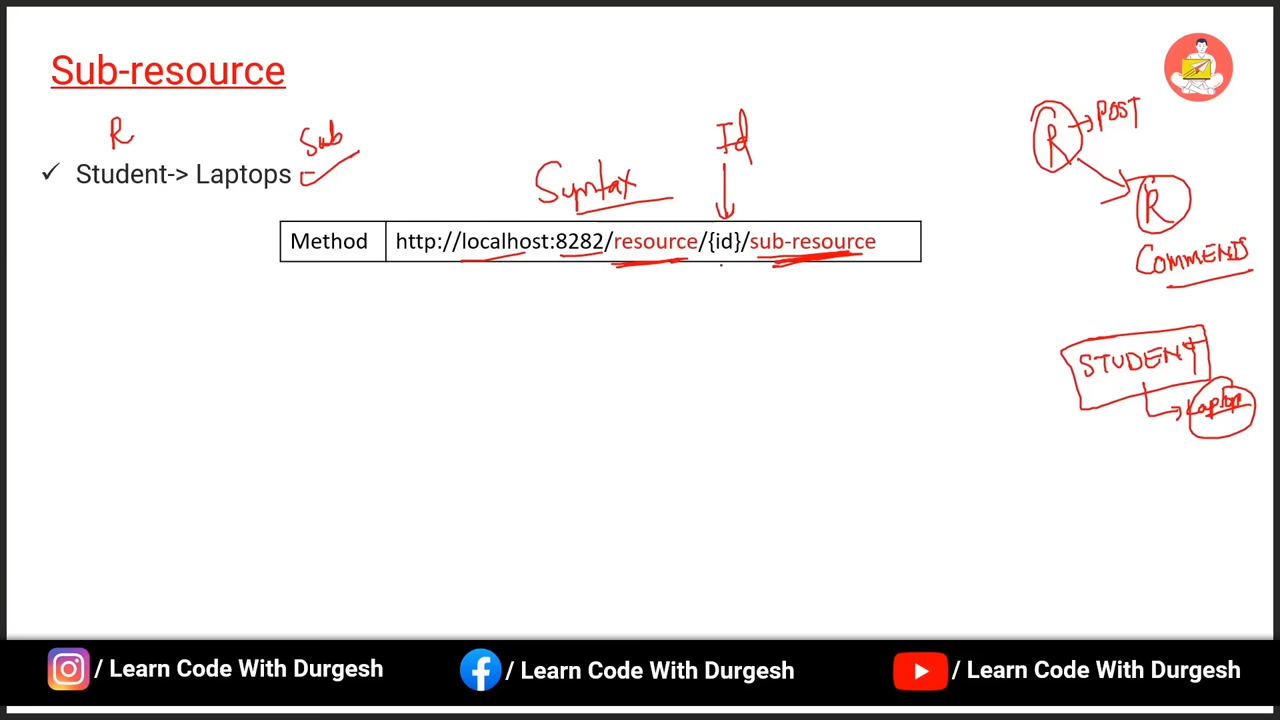 Sub-resource
R
Sub
Student-> Laptops
Syntax
Id
Method http://localhost:8282/resource/{id}/sub-resource
R POST
R
COMMENDS
STUDENT
Laptop
/ Learn Code With Durgesh
/ Learn Code With Durgesh
/ Learn Code With Durgesh